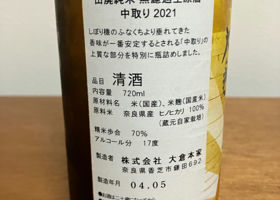 山廃純米 無濾過生原酒
中取り 2021
しぼり機のふなくちより垂れてきた
香味が一番安定するとされる「中取り」の
上質な部分を特別に瓶詰めしました。
品目 清酒
内容量 720ml
原材料名 米(国産)、米麹(国産米)
原料米 奈良県産 ヒノヒカリ 100%
(蔵元自家栽培)
精米歩合 70%
アルコール分 17度
製造者 株式会社 大倉本家
奈良県香芝市鎌田692
製造年月 04.05